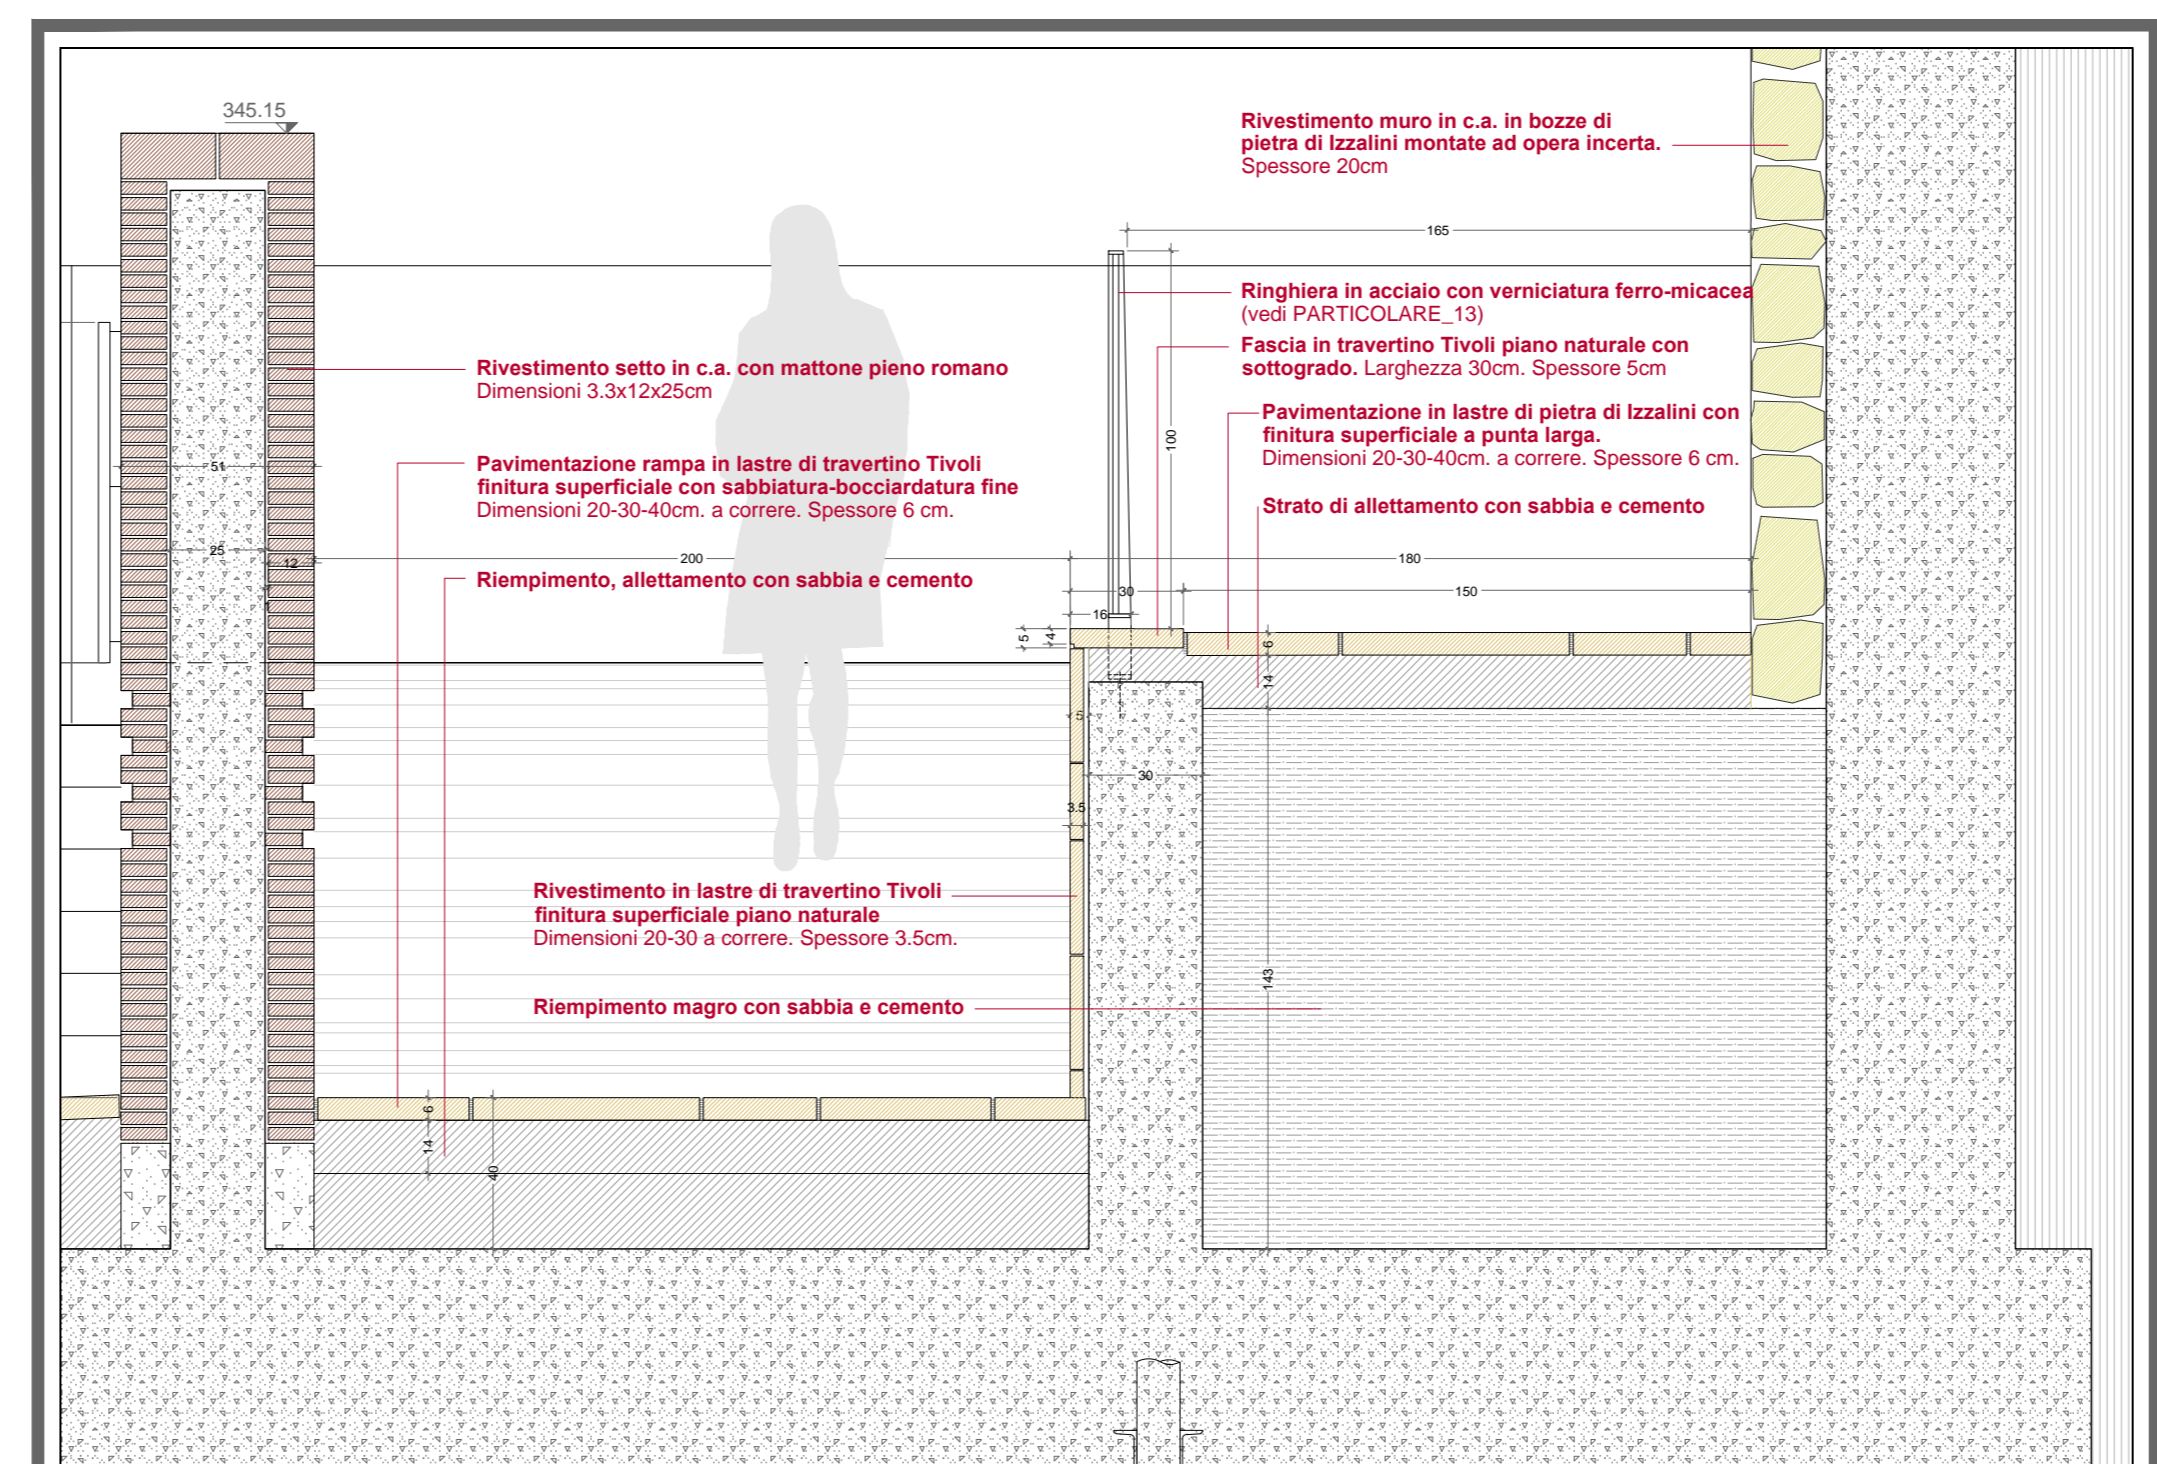 345.15
Rivestimento muro in c.a. in bozze di
pietra di Izzalini montate ad opera incerta.
Spessore 20cm
165
Ringhiera in acciaio con verniciatura ferro-micacea
(vedi PARTICOLARE_13)
Fascia in travertino Tivoli piano naturale con
sottogrado. Larghezza 30cm. Spessore 5cm
100
Rivestimento setto in c.a. con mattone pieno romano
Dimensioni 3.3x12x25cm
Pavimentazione in lastre di pietra di Izzalini con
finitura superficiale a punta larga.
Dimensioni 20-30-40cm. a correre. Spessore 6 cm.
51
Pavimentazione rampa in lastre di travertino Tivoli
finitura superficiale con sabbiatura-bocciardatura fine
Dimensioni 20-30-40cm. a correre. Spessore 6 cm.
Strato di allettamento con sabbia e cemento
25
12
200
180
Riempimento, allettamento con sabbia e cemento
30
150
16
5
4
6
14
5
30
3.5
Rivestimento in lastre di travertino Tivoli
finitura superficiale piano naturale
Dimensioni 20-30 a correre. Spessore 3.5cm.
143
Riempimento magro con sabbia e cemento
6
14
40